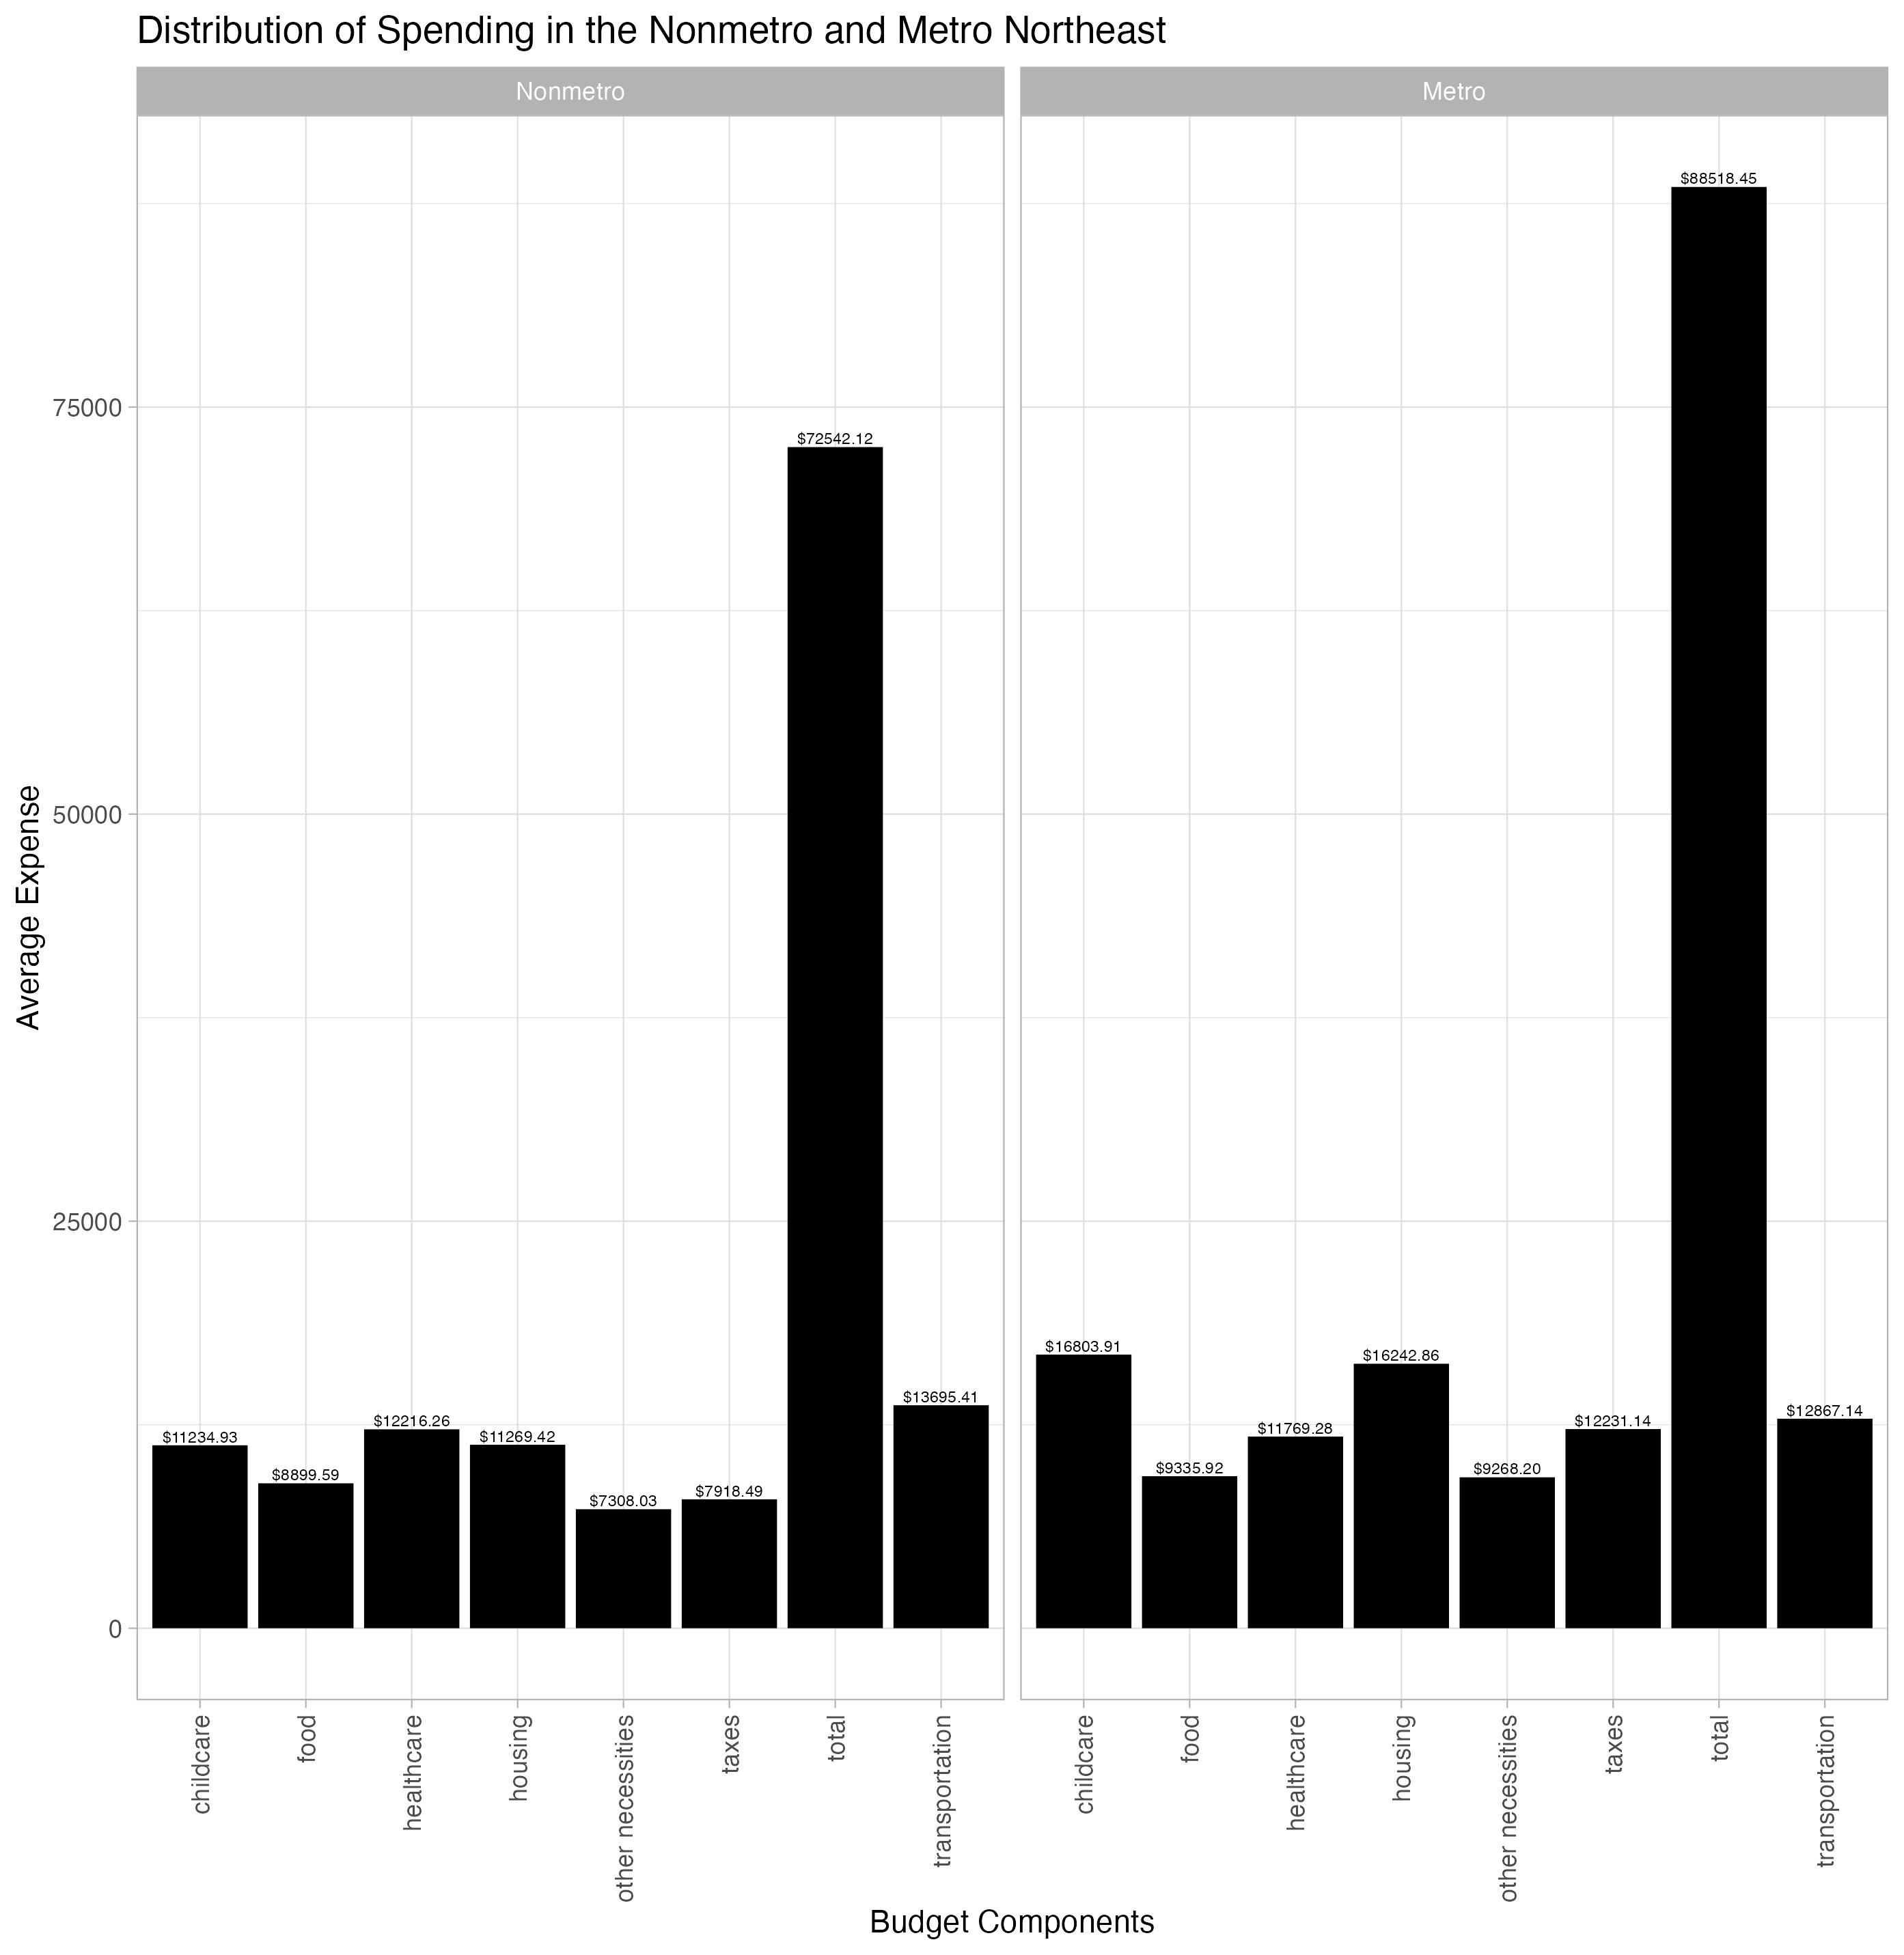 Distribution of Spending in the Nonmetro and Metro Northeast
Nonmetro
Metro
Average Expense
75000
50000
25000
0
$11234.93
$8899.59
$12216.26
$11269.42
$7308.03
$7918.49
$72542.12
$13695.41
$16803.91
$9335.92
$11769.28
$16242.86
$9268.20
$12231.14
$88518.45
$12867.14
childcare
food
healthcare
housing
other necessities
taxes
total
transportation
childcare
food
healthcare
housing
other necessities
taxes
total
transportation
Budget Components